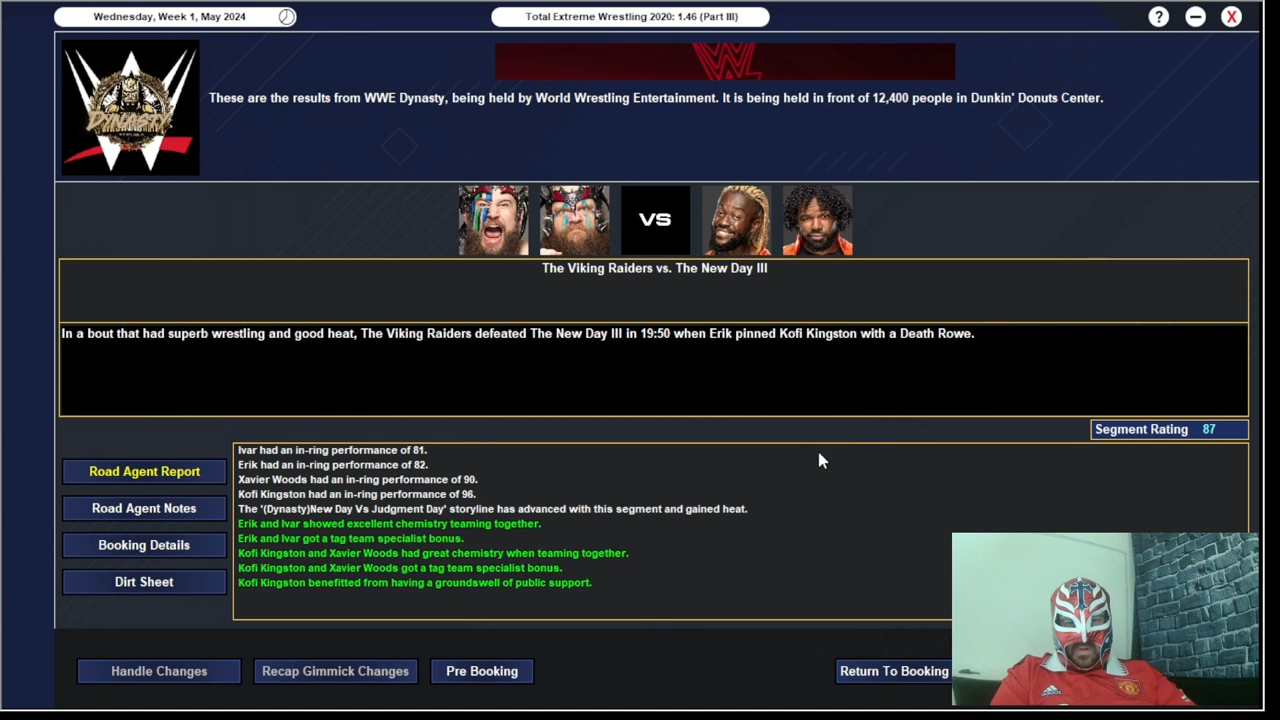 Wednesday, Week 1, May 2024
Total Extreme Wrestling 2020: 1.46 (Part III)
?
X
DYNASTY
These are the results from WWE Dynasty, being held by World Wrestling Entertainment. It is being held in front of 12,400 people in Dunkin' Donuts Center.
VS
The Viking Raiders vs. The New Day III
In a bout that had superb wrestling and good heat, The Viking Raiders defeated The New Day III in 19:50 when Erik pinned Kofi Kingston with a Death Rowe.
Segment Rating 87
Road Agent Report
Road Agent Notes
Booking Details
Dirt Sheet
Ivar had an in-ring performance of 81.
Erik had an in-ring performance of 82.
Xavier Woods had an in-ring performance of 90.
Kofi Kingston had an in-ring performance of 96.
The '(Dynasty)New Day Vs Judgment Day' storyline has advanced with this segment and gained heat.
Erik and Ivar showed excellent chemistry teaming together.
Erik and Ivar got a tag team specialist bonus.
Kofi Kingston and Xavier Woods had great chemistry when teaming together.
Kofi Kingston and Xavier Woods got a tag team specialist bonus.
Kofi Kingston benefitted from having a groundswell of public support.
Handle Changes
Recap Gimmick Changes
Pre Booking
Return To Booking